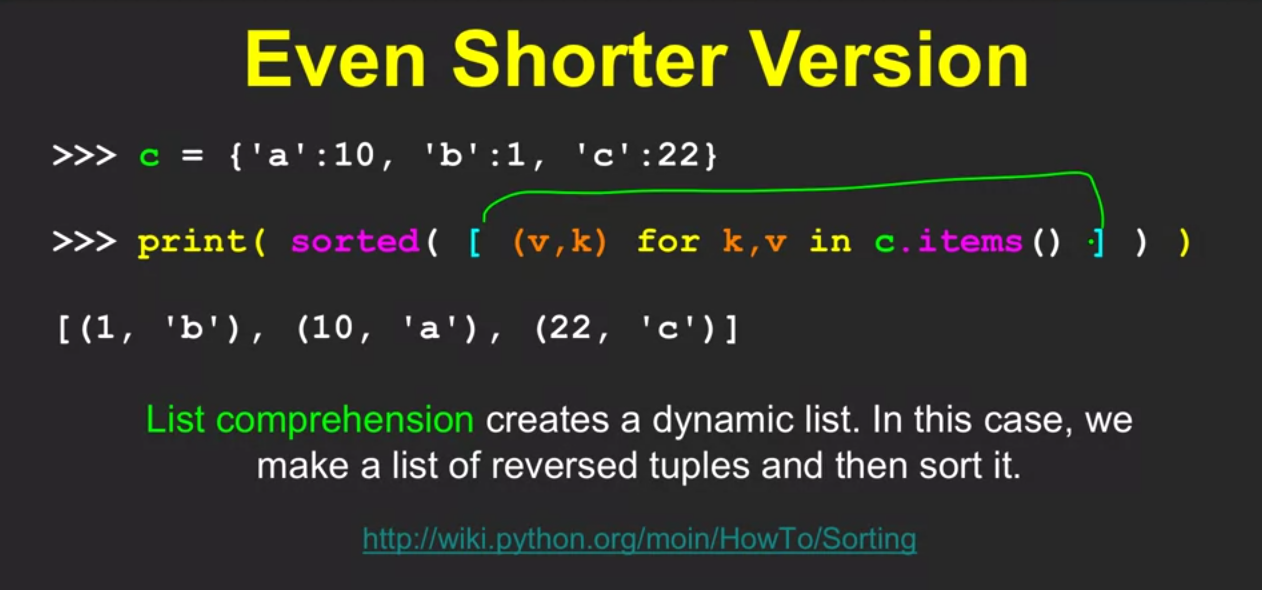 Even Shorter Version
>>> c = {'a':10, 'b':1, 'c':22}
>>> print( sorted( [ (v,k) for k,v in c.items() ] ) )
[(1, 'b'), (10, 'a'), (22, 'c')]
List comprehension creates a dynamic list. In this case, we
make a list of reversed tuples and then sort it.
http://wiki.python.org/moin/HowTo/Sorting